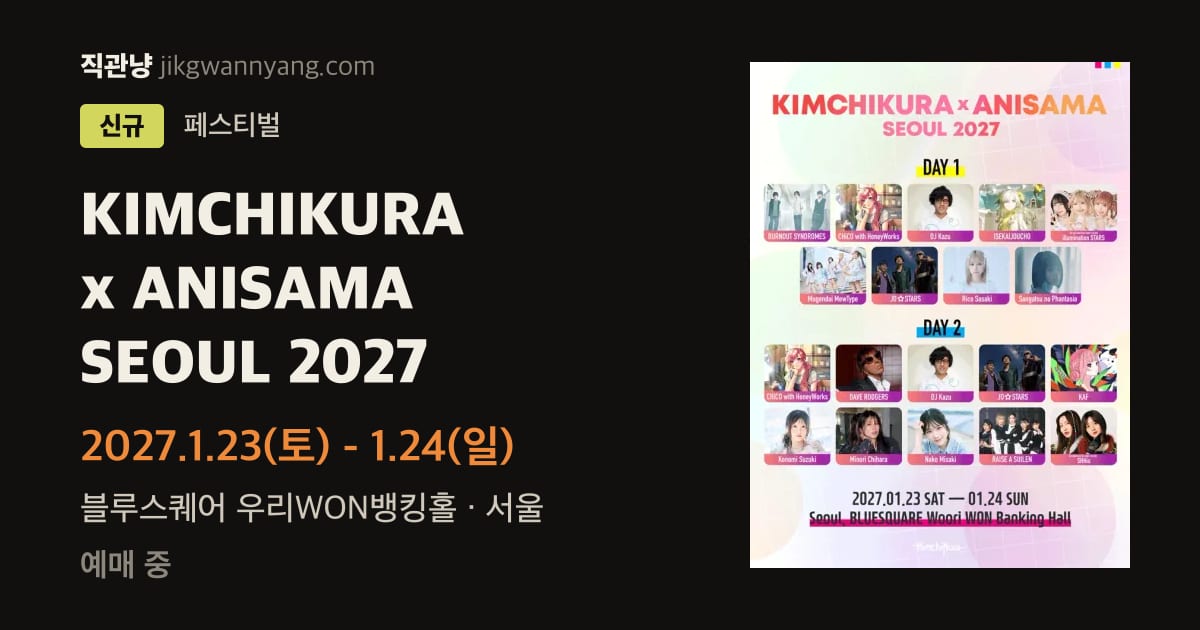 직관냥 jikgwannyang.com
신규 페스티벌
KIMCHIKURA
x ANISAMA
SEOUL 2027
2027.1.23(토) - 1.24(일)
블루스퀘어 우리WON뱅킹홀 · 서울
예매 중
KIMCHIKURA x ANISAMA
SEOUL 2027
DAY 1
BURNOUT SYNDROMES CHiCO with HoneyWorks DJ Kazu ISEKAIJOUCHO illumination STARS
Mugendai MewType JO☆STARS Rico Sasaki Sangatsu no Phantasia
DAY 2
CHiCO with HoneyWorks DAVE RODGERS DJ Kazu JO☆STARS KAF
Konomi Suzuki Minori Chihara Nako Misaki RAISE A SUILEN SHHis
2027.01.23 SAT — 01.24 SUN
Seoul, BLUESQUARE Woori WON Banking Hall
Kimchikura